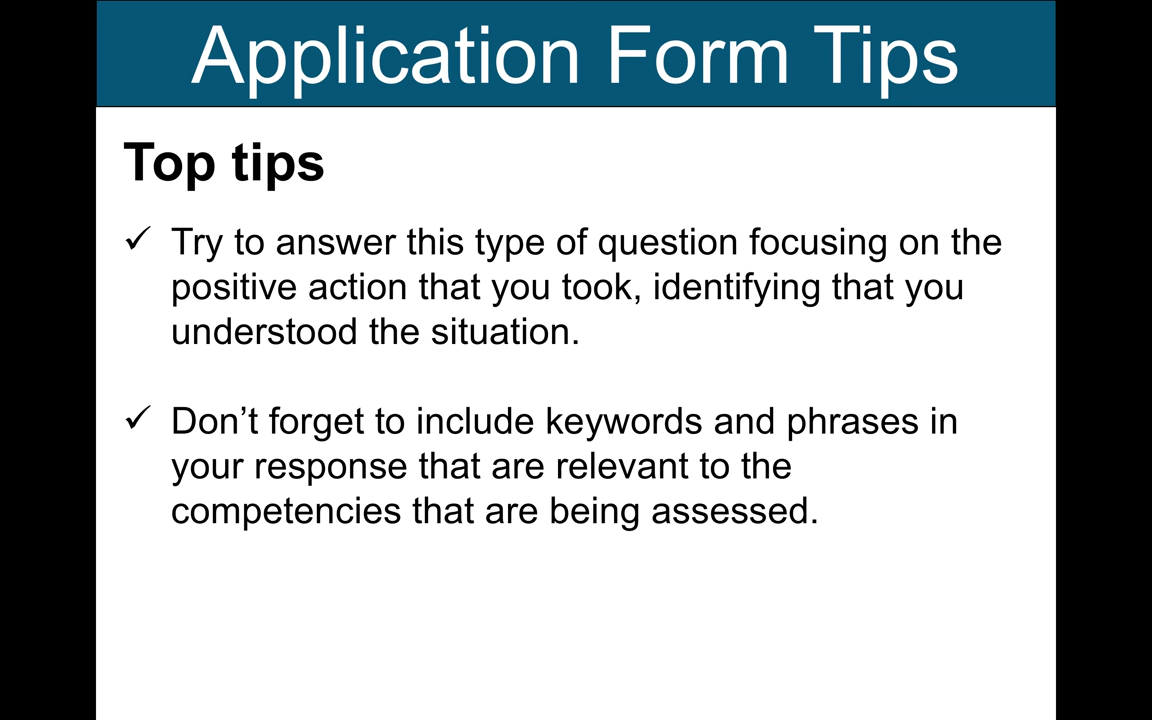 Application Form Tips
Top tips
✓ Try to answer this type of question focusing on the
positive action that you took, identifying that you
understood the situation.
✓ Don’t forget to include keywords and phrases in
your response that are relevant to the
competencies that are being assessed.